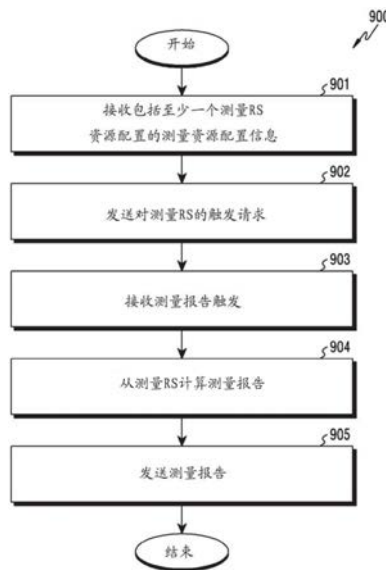 900
开始
901
接收包括至少一个测量RS
资源配置的测量资源配置信息
902
发送对测量RS的触发请求
903
接收测量报告触发
904
从测量RS计算测量报告
905
发送测量报告
结束